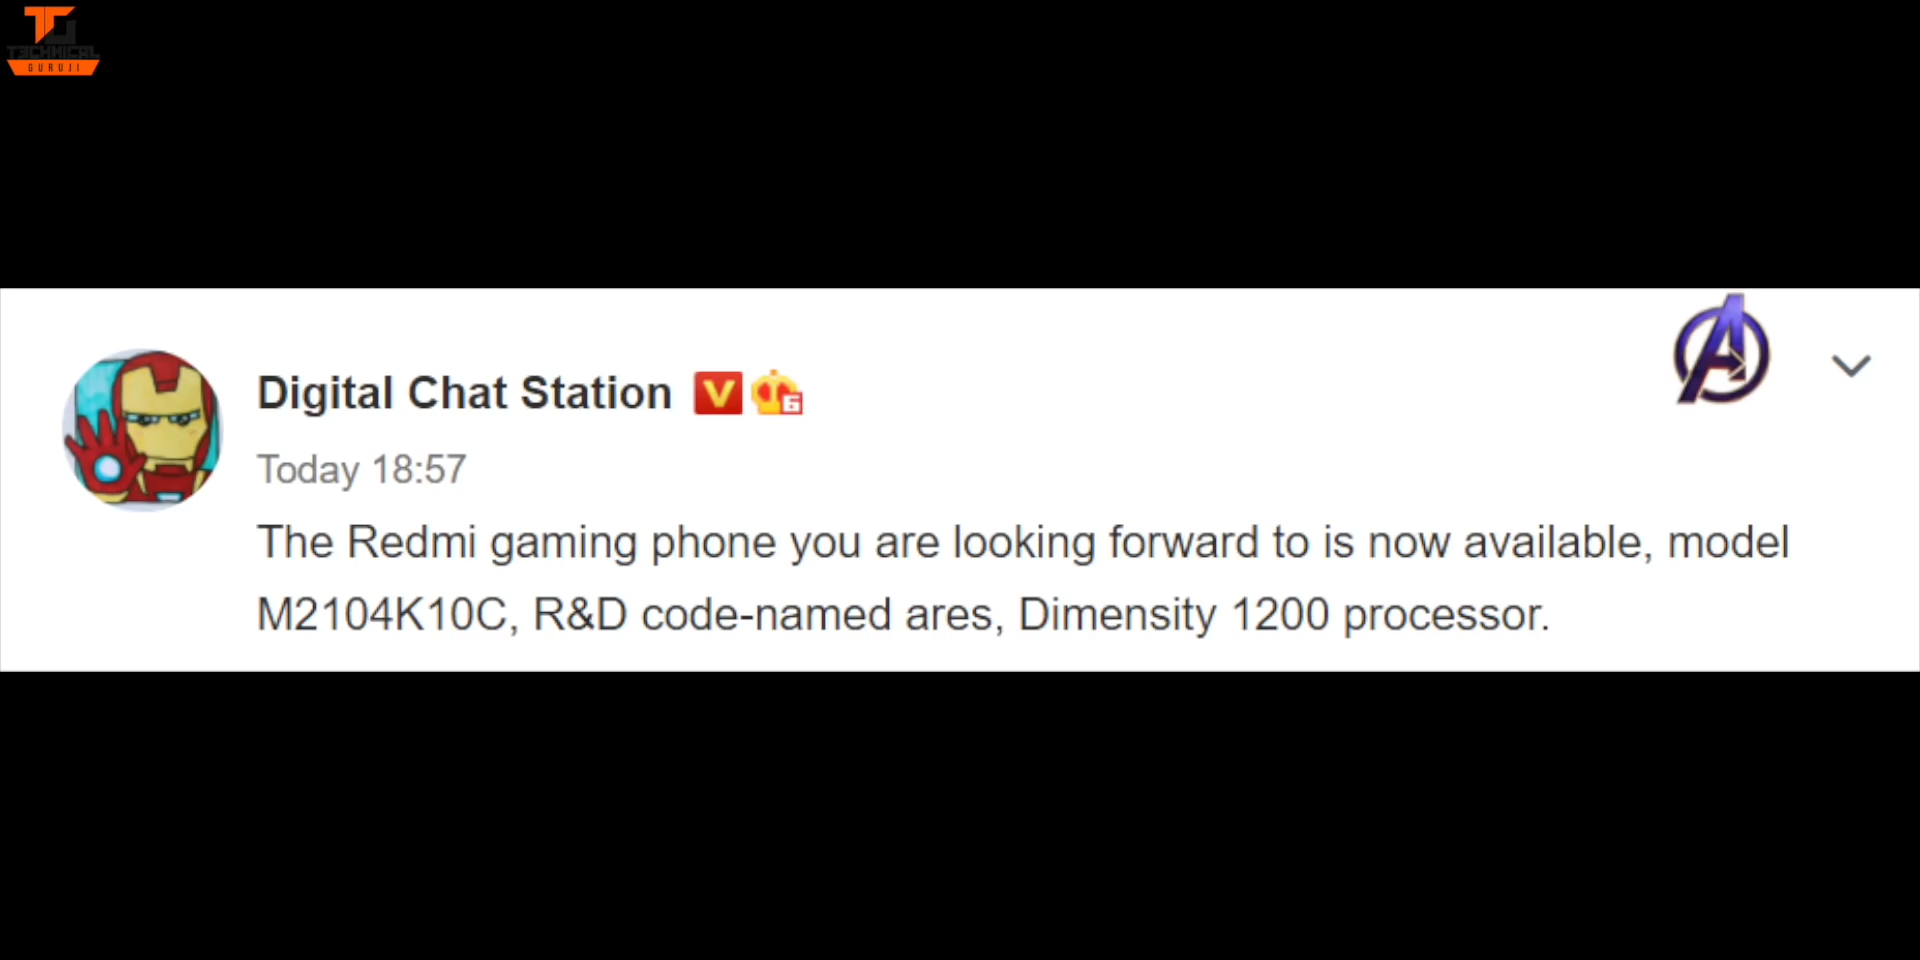 TECHNICAL
GURUJI
Digital Chat Station V 6
Today 18:57
The Redmi gaming phone you are looking forward to is now available, model
M2104K10C, R&D code-named ares, Dimensity 1200 processor.